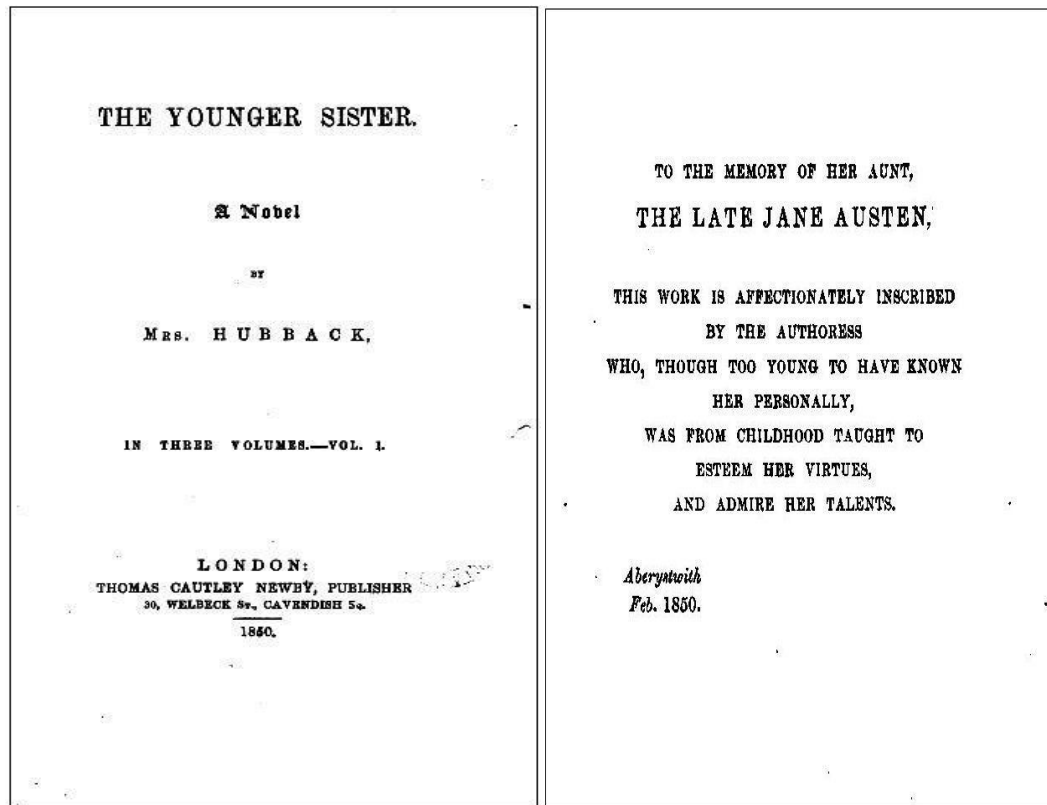 THE YOUNGER SISTER.
A Novel
BY
MRS. HUBBACK,
IN THREE VOLUMES.—VOL. I.
LONDON:
THOMAS CAUTLEY NEWBY, PUBLISHER
30, WELBECK ST., CAVENDISH SQ.
1850.
TO THE MEMORY OF HER AUNT,
THE LATE JANE AUSTEN,
THIS WORK IS AFFECTIONATELY INSCRIBED
BY THE AUTHORESS
WHO, THOUGH TOO YOUNG TO HAVE KNOWN
HER PERSONALLY,
WAS FROM CHILDHOOD TAUGHT TO
ESTEEM HER VIRTUES,
AND ADMIRE HER TALENTS.
Aberystwith
Feb. 1850.